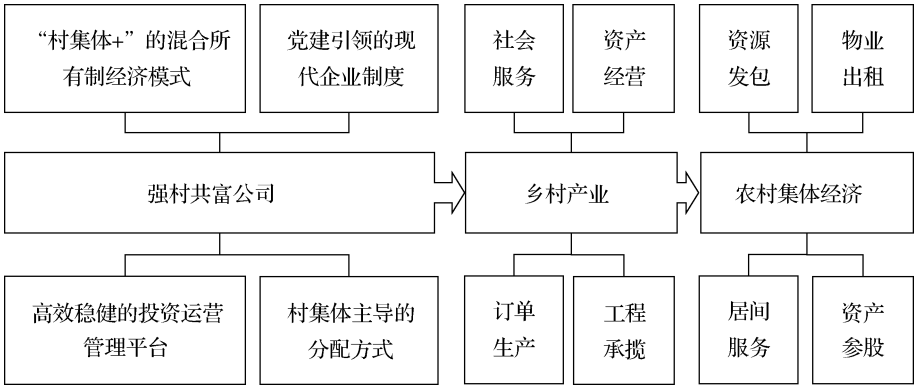 “村集体+”的混合所
有制经济模式
党建引领的现
代企业制度
社会
服务
资产
经营
资源
发包
物业
出租
强村共富公司
乡村产业
农村集体经济
高效稳健的投资运营
管理平台
村集体主导的
分配方式
订单
生产
工程
承揽
居间
服务
资产
参股